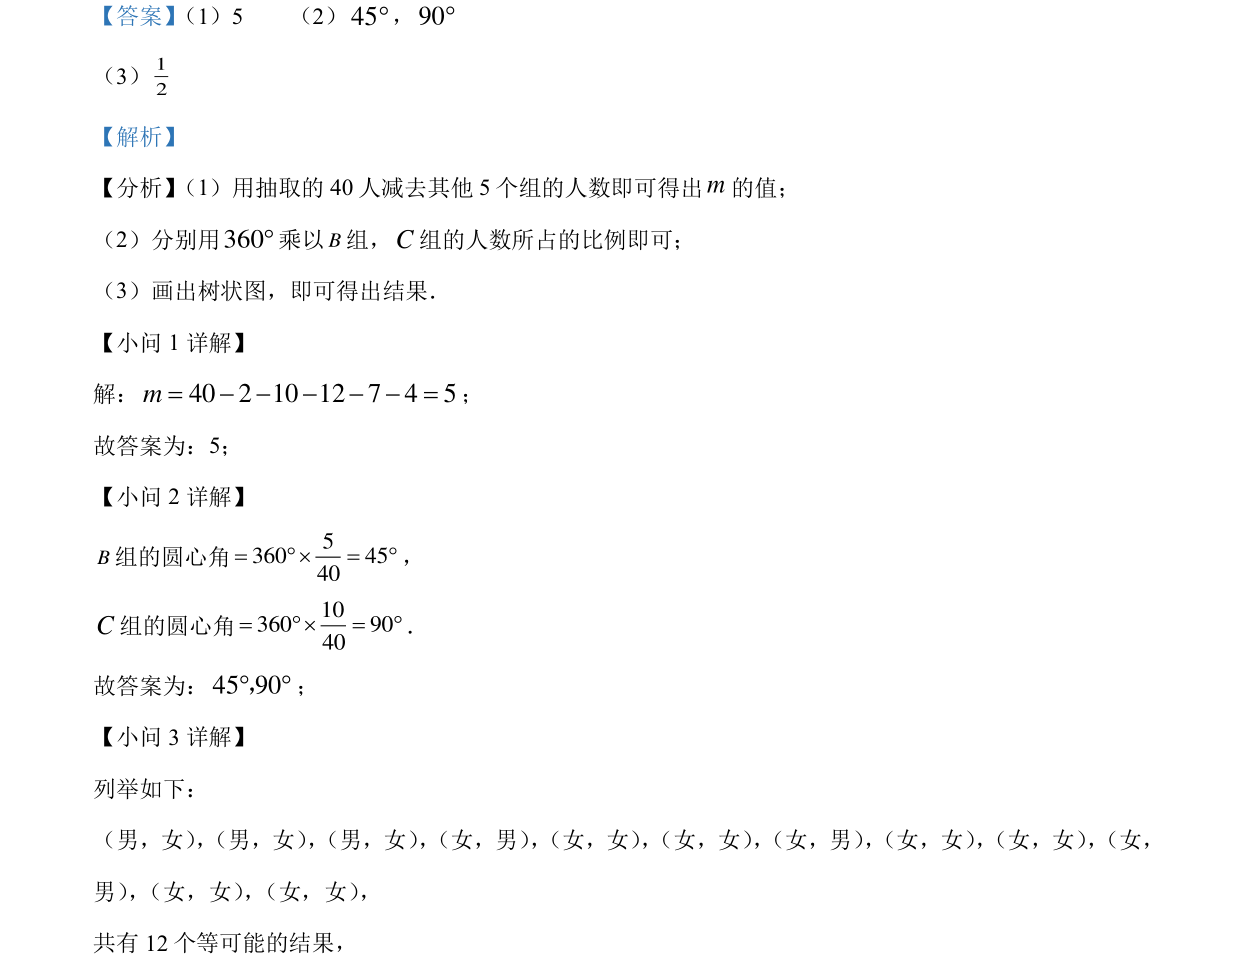 【答案】（1）5 （2）45°，90°
（3）1/2
【解析】
【分析】（1）用抽取的 40 人减去其他 5 个组的人数即可得出 m 的值；
（2）分别用360°乘以 B 组，C 组的人数所占的比例即可；
（3）画出树状图，即可得出结果．
【小问 1 详解】
解：m = 40 − 2 − 10 − 12 − 7 − 4 = 5；
故答案为：5；
【小问 2 详解】
B 组的圆心角 = 360° × 5/40 = 45°，
C 组的圆心角 = 360° × 10/40 = 90°．
故答案为：45°,90°；
【小问 3 详解】
列举如下：
（男，女），（男，女），（男，女），（女，男），（女，女），（女，女），（女，男），（女，女），（女，女），（女，
男），（女，女），（女，女），
共有 12 个等可能的结果，